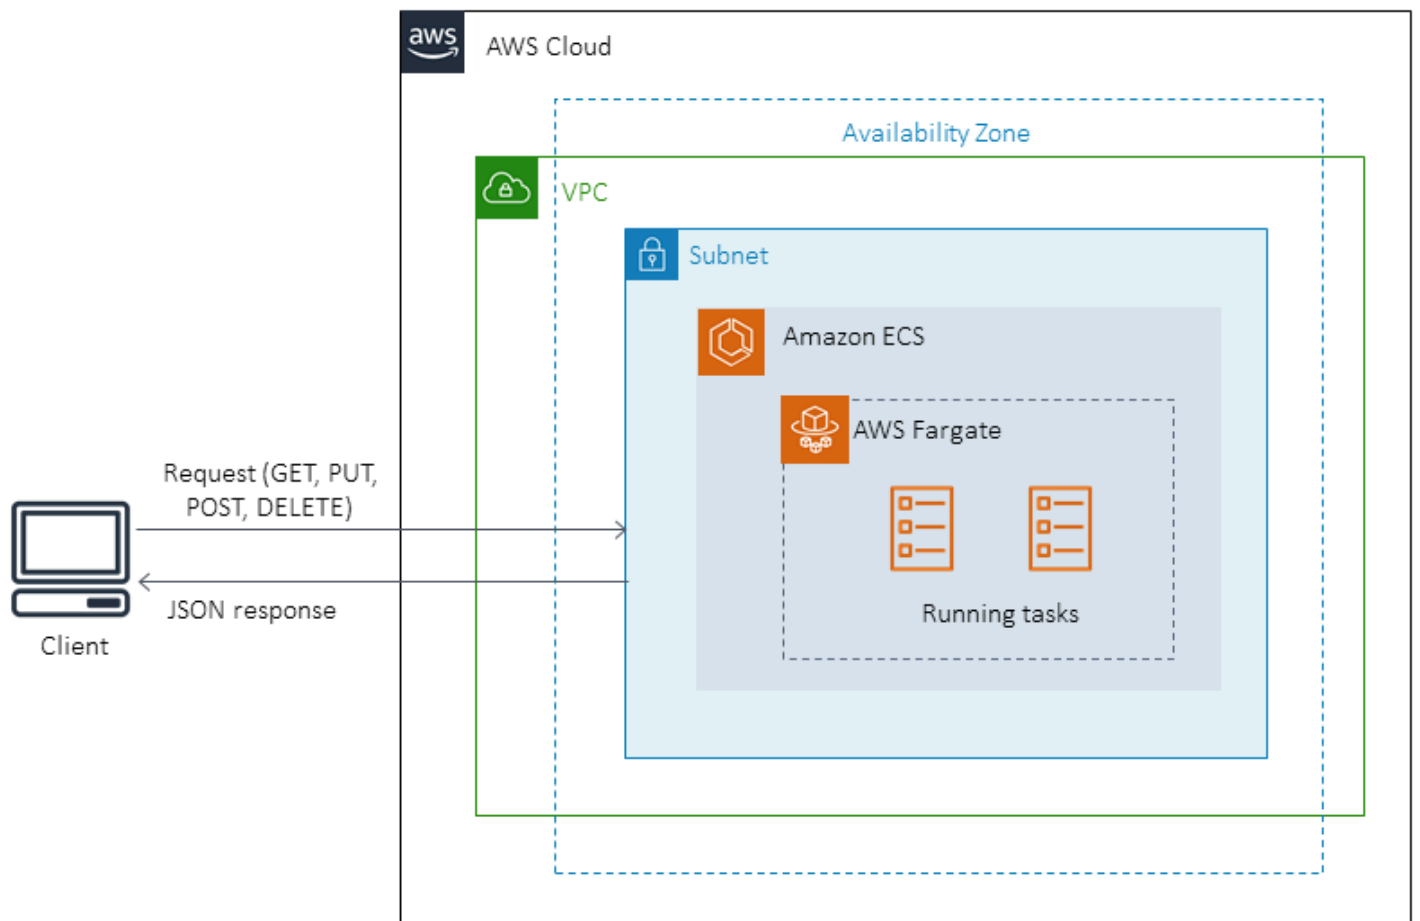 aws
AWS Cloud
Availability Zone
VPC
Subnet
Amazon ECS
AWS Fargate
Request (GET, PUT,
POST, DELETE)
JSON response
Client
Running tasks